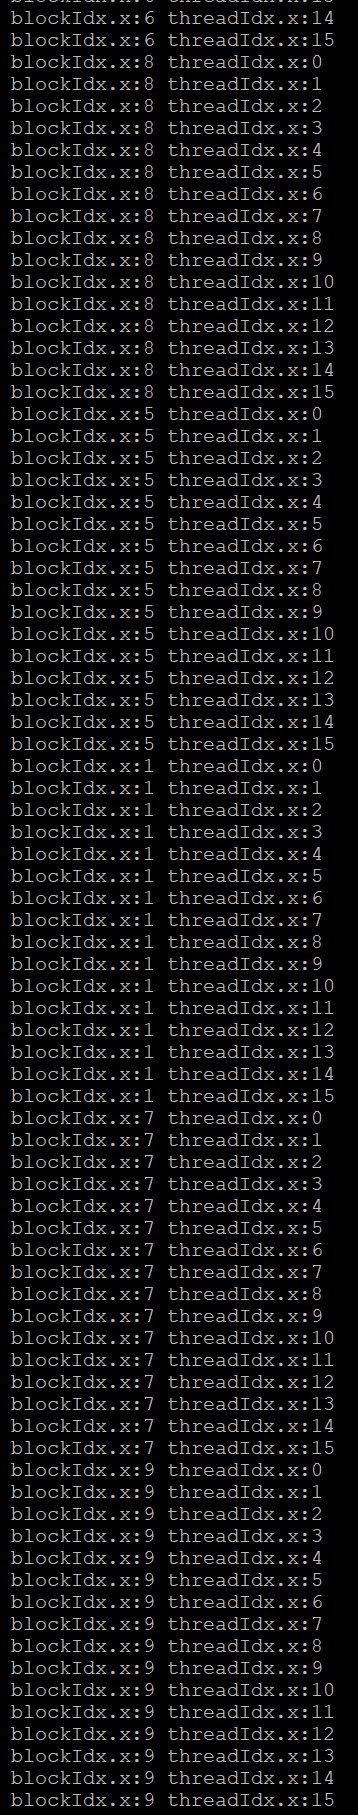 blockIdx.x:6 threadIdx.x:14
blockIdx.x:6 threadIdx.x:15
blockIdx.x:8 threadIdx.x:0
blockIdx.x:8 threadIdx.x:1
blockIdx.x:8 threadIdx.x:2
blockIdx.x:8 threadIdx.x:3
blockIdx.x:8 threadIdx.x:4
blockIdx.x:8 threadIdx.x:5
blockIdx.x:8 threadIdx.x:6
blockIdx.x:8 threadIdx.x:7
blockIdx.x:8 threadIdx.x:8
blockIdx.x:8 threadIdx.x:9
blockIdx.x:8 threadIdx.x:10
blockIdx.x:8 threadIdx.x:11
blockIdx.x:8 threadIdx.x:12
blockIdx.x:8 threadIdx.x:13
blockIdx.x:8 threadIdx.x:14
blockIdx.x:8 threadIdx.x:15
blockIdx.x:5 threadIdx.x:0
blockIdx.x:5 threadIdx.x:1
blockIdx.x:5 threadIdx.x:2
blockIdx.x:5 threadIdx.x:3
blockIdx.x:5 threadIdx.x:4
blockIdx.x:5 threadIdx.x:5
blockIdx.x:5 threadIdx.x:6
blockIdx.x:5 threadIdx.x:7
blockIdx.x:5 threadIdx.x:8
blockIdx.x:5 threadIdx.x:9
blockIdx.x:5 threadIdx.x:10
blockIdx.x:5 threadIdx.x:11
blockIdx.x:5 threadIdx.x:12
blockIdx.x:5 threadIdx.x:13
blockIdx.x:5 threadIdx.x:14
blockIdx.x:5 threadIdx.x:15
blockIdx.x:1 threadIdx.x:0
blockIdx.x:1 threadIdx.x:1
blockIdx.x:1 threadIdx.x:2
blockIdx.x:1 threadIdx.x:3
blockIdx.x:1 threadIdx.x:4
blockIdx.x:1 threadIdx.x:5
blockIdx.x:1 threadIdx.x:6
blockIdx.x:1 threadIdx.x:7
blockIdx.x:1 threadIdx.x:8
blockIdx.x:1 threadIdx.x:9
blockIdx.x:1 threadIdx.x:10
blockIdx.x:1 threadIdx.x:11
blockIdx.x:1 threadIdx.x:12
blockIdx.x:1 threadIdx.x:13
blockIdx.x:1 threadIdx.x:14
blockIdx.x:1 threadIdx.x:15
blockIdx.x:7 threadIdx.x:0
blockIdx.x:7 threadIdx.x:1
blockIdx.x:7 threadIdx.x:2
blockIdx.x:7 threadIdx.x:3
blockIdx.x:7 threadIdx.x:4
blockIdx.x:7 threadIdx.x:5
blockIdx.x:7 threadIdx.x:6
blockIdx.x:7 threadIdx.x:7
blockIdx.x:7 threadIdx.x:8
blockIdx.x:7 threadIdx.x:9
blockIdx.x:7 threadIdx.x:10
blockIdx.x:7 threadIdx.x:11
blockIdx.x:7 threadIdx.x:12
blockIdx.x:7 threadIdx.x:13
blockIdx.x:7 threadIdx.x:14
blockIdx.x:7 threadIdx.x:15
blockIdx.x:9 threadIdx.x:0
blockIdx.x:9 threadIdx.x:1
blockIdx.x:9 threadIdx.x:2
blockIdx.x:9 threadIdx.x:3
blockIdx.x:9 threadIdx.x:4
blockIdx.x:9 threadIdx.x:5
blockIdx.x:9 threadIdx.x:6
blockIdx.x:9 threadIdx.x:7
blockIdx.x:9 threadIdx.x:8
blockIdx.x:9 threadIdx.x:9
blockIdx.x:9 threadIdx.x:10
blockIdx.x:9 threadIdx.x:11
blockIdx.x:9 threadIdx.x:12
blockIdx.x:9 threadIdx.x:13
blockIdx.x:9 threadIdx.x:14
blockIdx.x:9 threadIdx.x:15